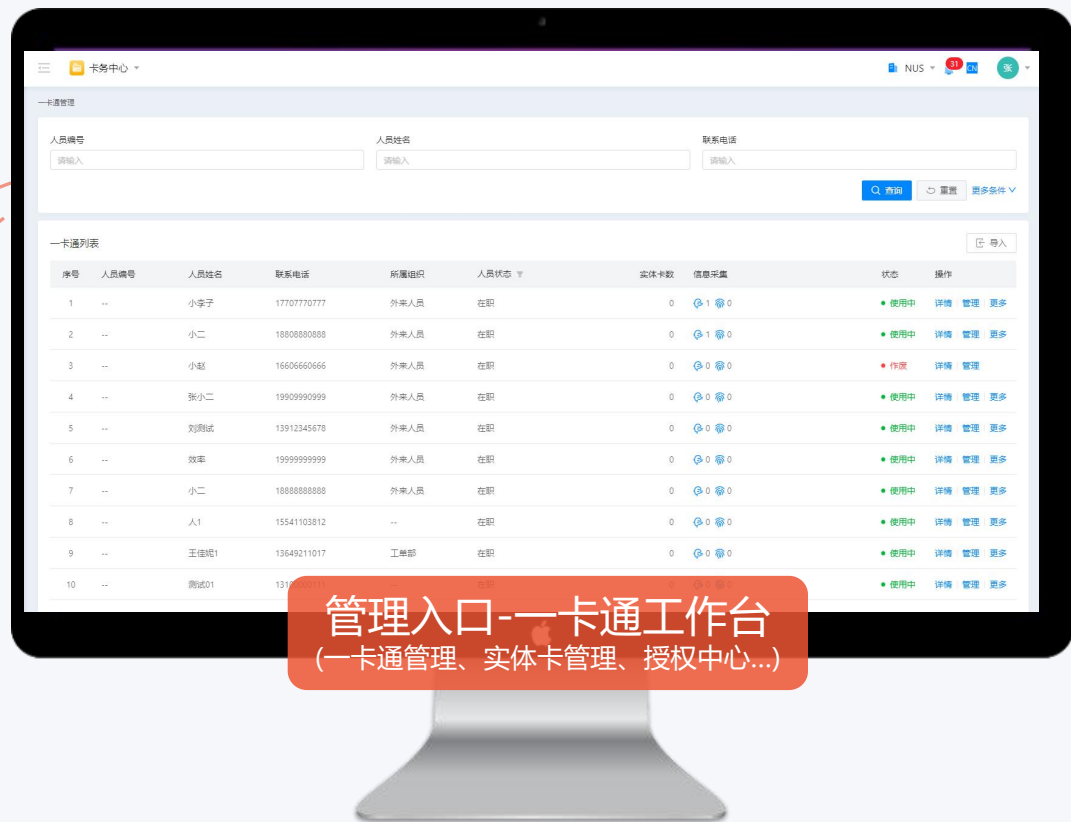 卡务中心 NUS 31 CN 张
一卡通管理
人员编号 人员姓名 联系电话
请输入 请输入 请输入
查询 重置 更多条件
一卡通列表 导入
序号 人员编号 人员姓名 联系电话 所属组织 人员状态 实体卡数 信息采集 状态 操作
1 -- 小李子 17707770777 外来人员 在职 0 1 0 使用中 详情 管理 更多
2 -- 小二 18808880888 外来人员 在职 0 1 0 使用中 详情 管理 更多
3 -- 小赵 16606660666 外来人员 在职 0 0 0 作废 详情 管理
4 -- 张小二 19909990999 外来人员 在职 0 0 0 使用中 详情 管理 更多
5 -- 刘测试 13912345678 外来人员 在职 0 0 0 使用中 详情 管理 更多
6 -- 效率 19999999999 外来人员 在职 0 0 0 使用中 详情 管理 更多
7 -- 小二 18888888888 外来人员 在职 0 0 0 使用中 详情 管理 更多
8 -- 人1 15541103812 -- 在职 0 0 0 使用中 详情 管理 更多
9 -- 王佳妮1 13649211017 工单部 在职 0 0 0 使用中 详情 管理 更多
10 -- 测试01 在职 0 0 0 使用中 详情 管理 更多
管理入口-一卡通工作台
(一卡通管理、实体卡管理、授权中心...)